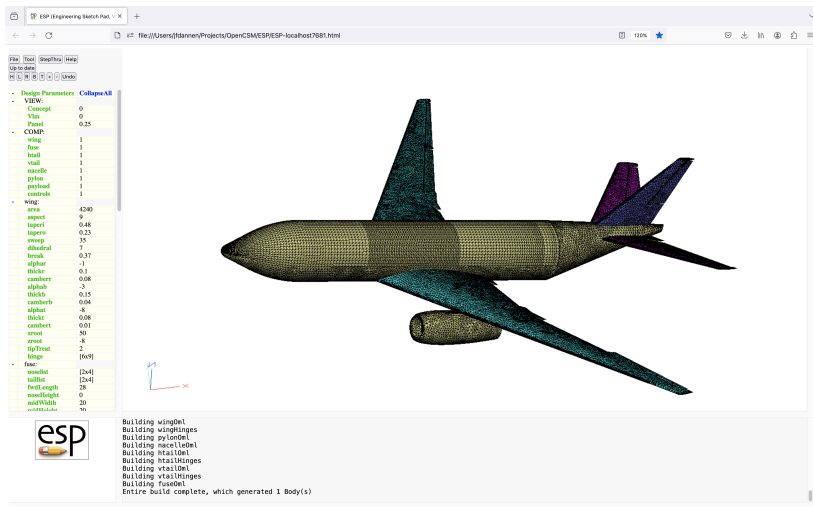 ESP (Engineering Sketch Pad, V
file:///Users/jfdannen/Projects/OpenCSM/ESP/ESP-localhost7681.html
120%
File Tool StepThru Help
Up to date
H L R B T + - Undo
- Design Parameters CollapseAll
- VIEW:
Concept 0
Vlm 0
Panel 0.25
- COMP:
wing 1
fuse 1
htail 1
vtail 1
nacelle 1
pylon 1
payload 1
controls 1
- wing:
area 4240
aspect 9
taperi 0.48
tapero 0.23
sweep 35
dihedral 7
break 0.37
alphar -1
thickr 0.1
camberr 0.08
alphab -3
thickb 0.15
camberb 0.04
alphat -8
thickt 0.08
cambert 0.01
xroot 50
zroot -8
tipTreat 2
hinge [6x9]
- fuse:
noselist [2x4]
taillist [2x4]
fwdLength 28
noseHeight 0
midWidth 20
midHeight 20
x
esp
Building wingOml
Building wingHinges
Building pylonOml
Building nacelleOml
Building htailOml
Building htailHinges
Building vtailOml
Building vtailHinges
Building fuseOml
Entire build complete, which generated 1 Body(s)